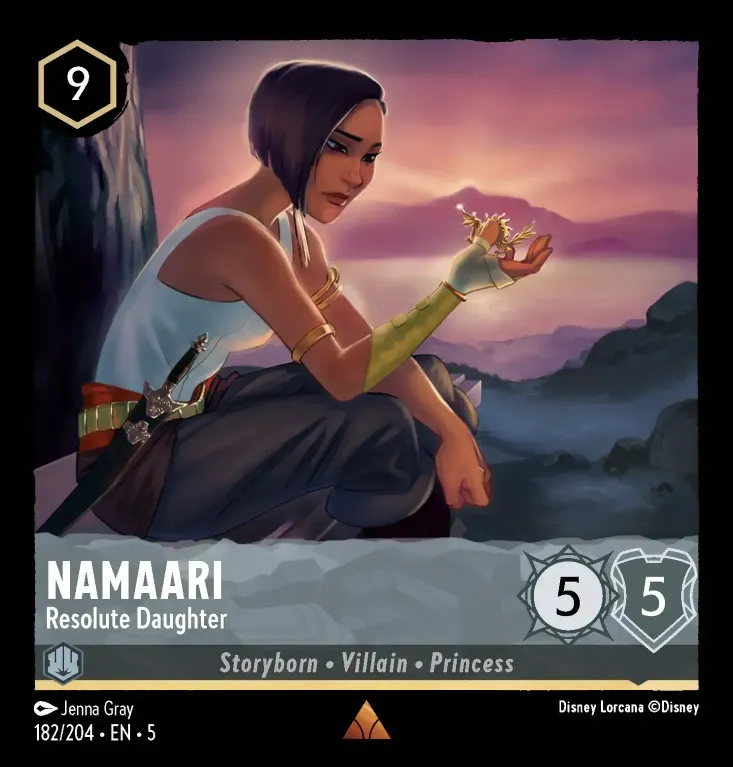 9
NAMAARI
Resolute Daughter
5 5
Storyborn • Villain • Princess
Jenna Gray
Disney Lorcana ©Disney
182/204 • EN • 5